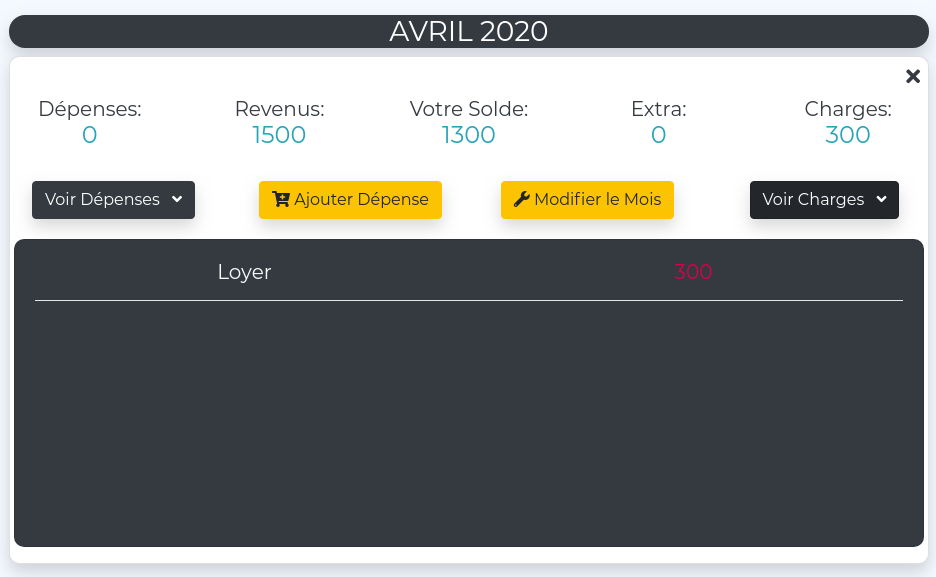 AVRIL 2020
Dépenses:
0
Revenus:
1500
Votre Solde:
1300
Extra:
0
Charges:
300
Voir Dépenses
Ajouter Dépense
Modifier le Mois
Voir Charges
Loyer 300